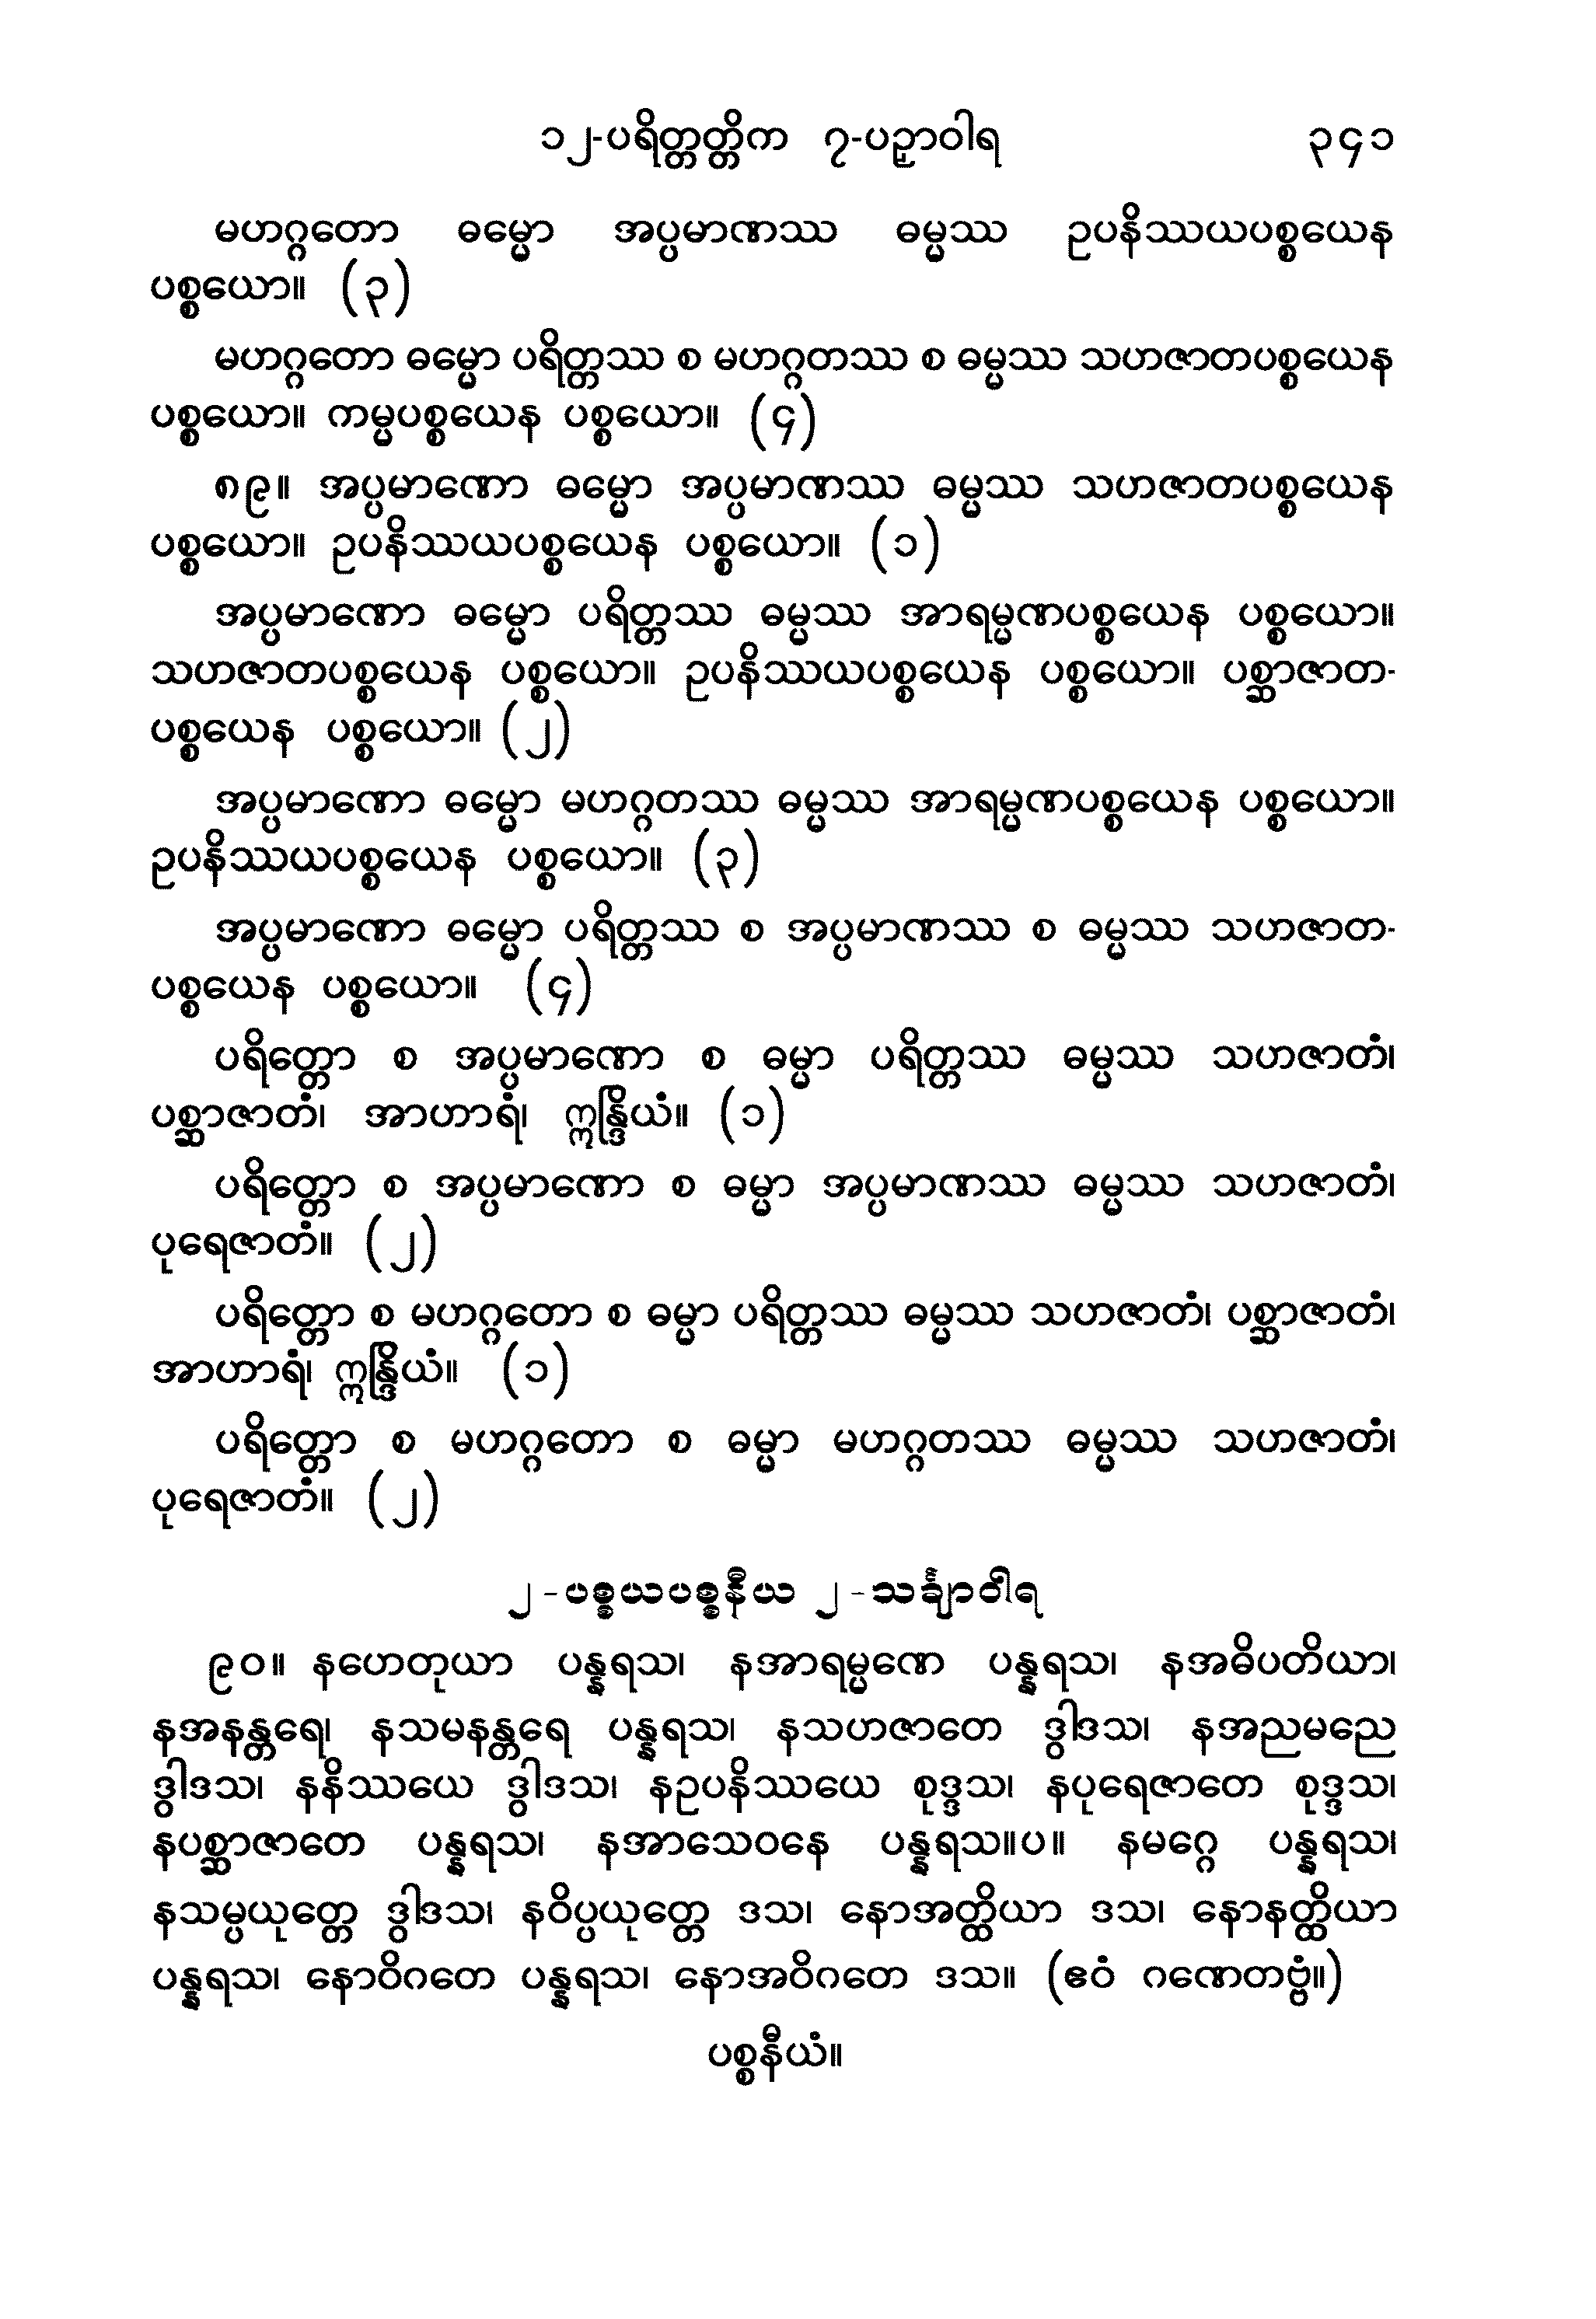 ၁၂-ပရိတ္တတ္တိက ၇-ပဉှာဝါရ ၃၄၁
မဟဂ္ဂတော ဓမ္မော အပ္ပမာဏဿ ဓမ္မဿ ဥပနိဿယပစ္စယေန
ပစ္စယော။ (၃)
မဟဂ္ဂတော ဓမ္မော ပရိတ္တဿ စ မဟဂ္ဂတဿ စ ဓမ္မဿ သဟဇာတပစ္စယေန
ပစ္စယော။ ကမ္မပစ္စယေန ပစ္စယော။ (၄)
၈၉။ အပ္ပမာဏော ဓမ္မော အပ္ပမာဏဿ ဓမ္မဿ သဟဇာတပစ္စယေန
ပစ္စယော။ ဥပနိဿယပစ္စယေန ပစ္စယော။ (၁)
အပ္ပမာဏော ဓမ္မော ပရိတ္တဿ ဓမ္မဿ အာရမ္မဏပစ္စယေန ပစ္စယော။
သဟဇာတပစ္စယေန ပစ္စယော။ ဥပနိဿယပစ္စယေန ပစ္စယော။ ပစ္ဆာဇာတ-
ပစ္စယေန ပစ္စယော။ (၂)
အပ္ပမာဏော ဓမ္မော မဟဂ္ဂတဿ ဓမ္မဿ အာရမ္မဏပစ္စယေန ပစ္စယော။
ဥပနိဿယပစ္စယေန ပစ္စယော။ (၃)
အပ္ပမာဏော ဓမ္မော ပရိတ္တဿ စ အပ္ပမာဏဿ စ ဓမ္မဿ သဟဇာတ-
ပစ္စယေန ပစ္စယော။ (၄)
ပရိတ္တော စ အပ္ပမာဏော စ ဓမ္မာ ပရိတ္တဿ ဓမ္မဿ သဟဇာတံ၊
ပစ္ဆာဇာတံ၊ အာဟာရံ၊ ဣန္ဒြိယံ။ (၁)
ပရိတ္တော စ အပ္ပမာဏော စ ဓမ္မာ အပ္ပမာဏဿ ဓမ္မဿ သဟဇာတံ၊
ပုရေဇာတံ။ (၂)
ပရိတ္တော စ မဟဂ္ဂတော စ ဓမ္မာ ပရိတ္တဿ ဓမ္မဿ သဟဇာတံ၊ ပစ္ဆာဇာတံ၊
အာဟာရံ၊ ဣန္ဒြိယံ။ (၁)
ပရိတ္တော စ မဟဂ္ဂတော စ ဓမ္မာ မဟဂ္ဂတဿ ဓမ္မဿ သဟဇာတံ၊
ပုရေဇာတံ။ (၂)
၂-ပစ္စယပစ္စနီယ ၂-သင်္ချာဝါရ
၉၀။ နဟေတုယာ ပန္နရသ၊ နအာရမ္မဏေ ပန္နရသ၊ နအဓိပတိယာ၊
နအနန္တရေ၊ နသမနန္တရေ ပန္နရသ၊ နသဟဇာတေ ဒွါဒသ၊ နအညမညေ
ဒွါဒသ၊ နနိဿယေ ဒွါဒသ၊ နဥပနိဿယေ စုဒ္ဒသ၊ နပုရေဇာတေ စုဒ္ဒသ၊
နပစ္ဆာဇာတေ ပန္နရသ၊ နအာသေဝနေ ပန္နရသ။ပ။ နမဂ္ဂေ ပန္နရသ၊
နသမ္ပယုတ္တေ ဒွါဒသ၊ နဝိပ္ပယုတ္တေ ဒသ၊ နောအတ္ထိယာ ဒသ၊ နောနတ္ထိယာ
ပန္နရသ၊ နောဝိဂတေ ပန္နရသ၊ နောအဝိဂတေ ဒသ။ (ဧဝံ ဂဏေတဗ္ဗံ။)
ပစ္စနီယံ။